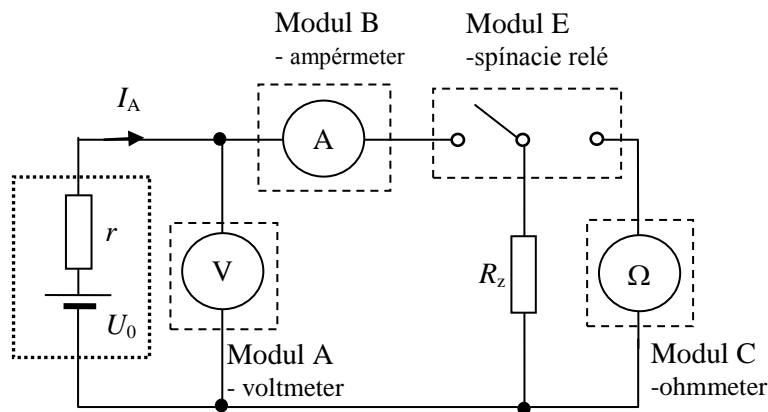 Modul B
- ampérmeter
Modul E
-spínacie relé
I_A
A
r
U_0
V
R_z
Ω
Modul A
- voltmeter
Modul C
-ohmmeter